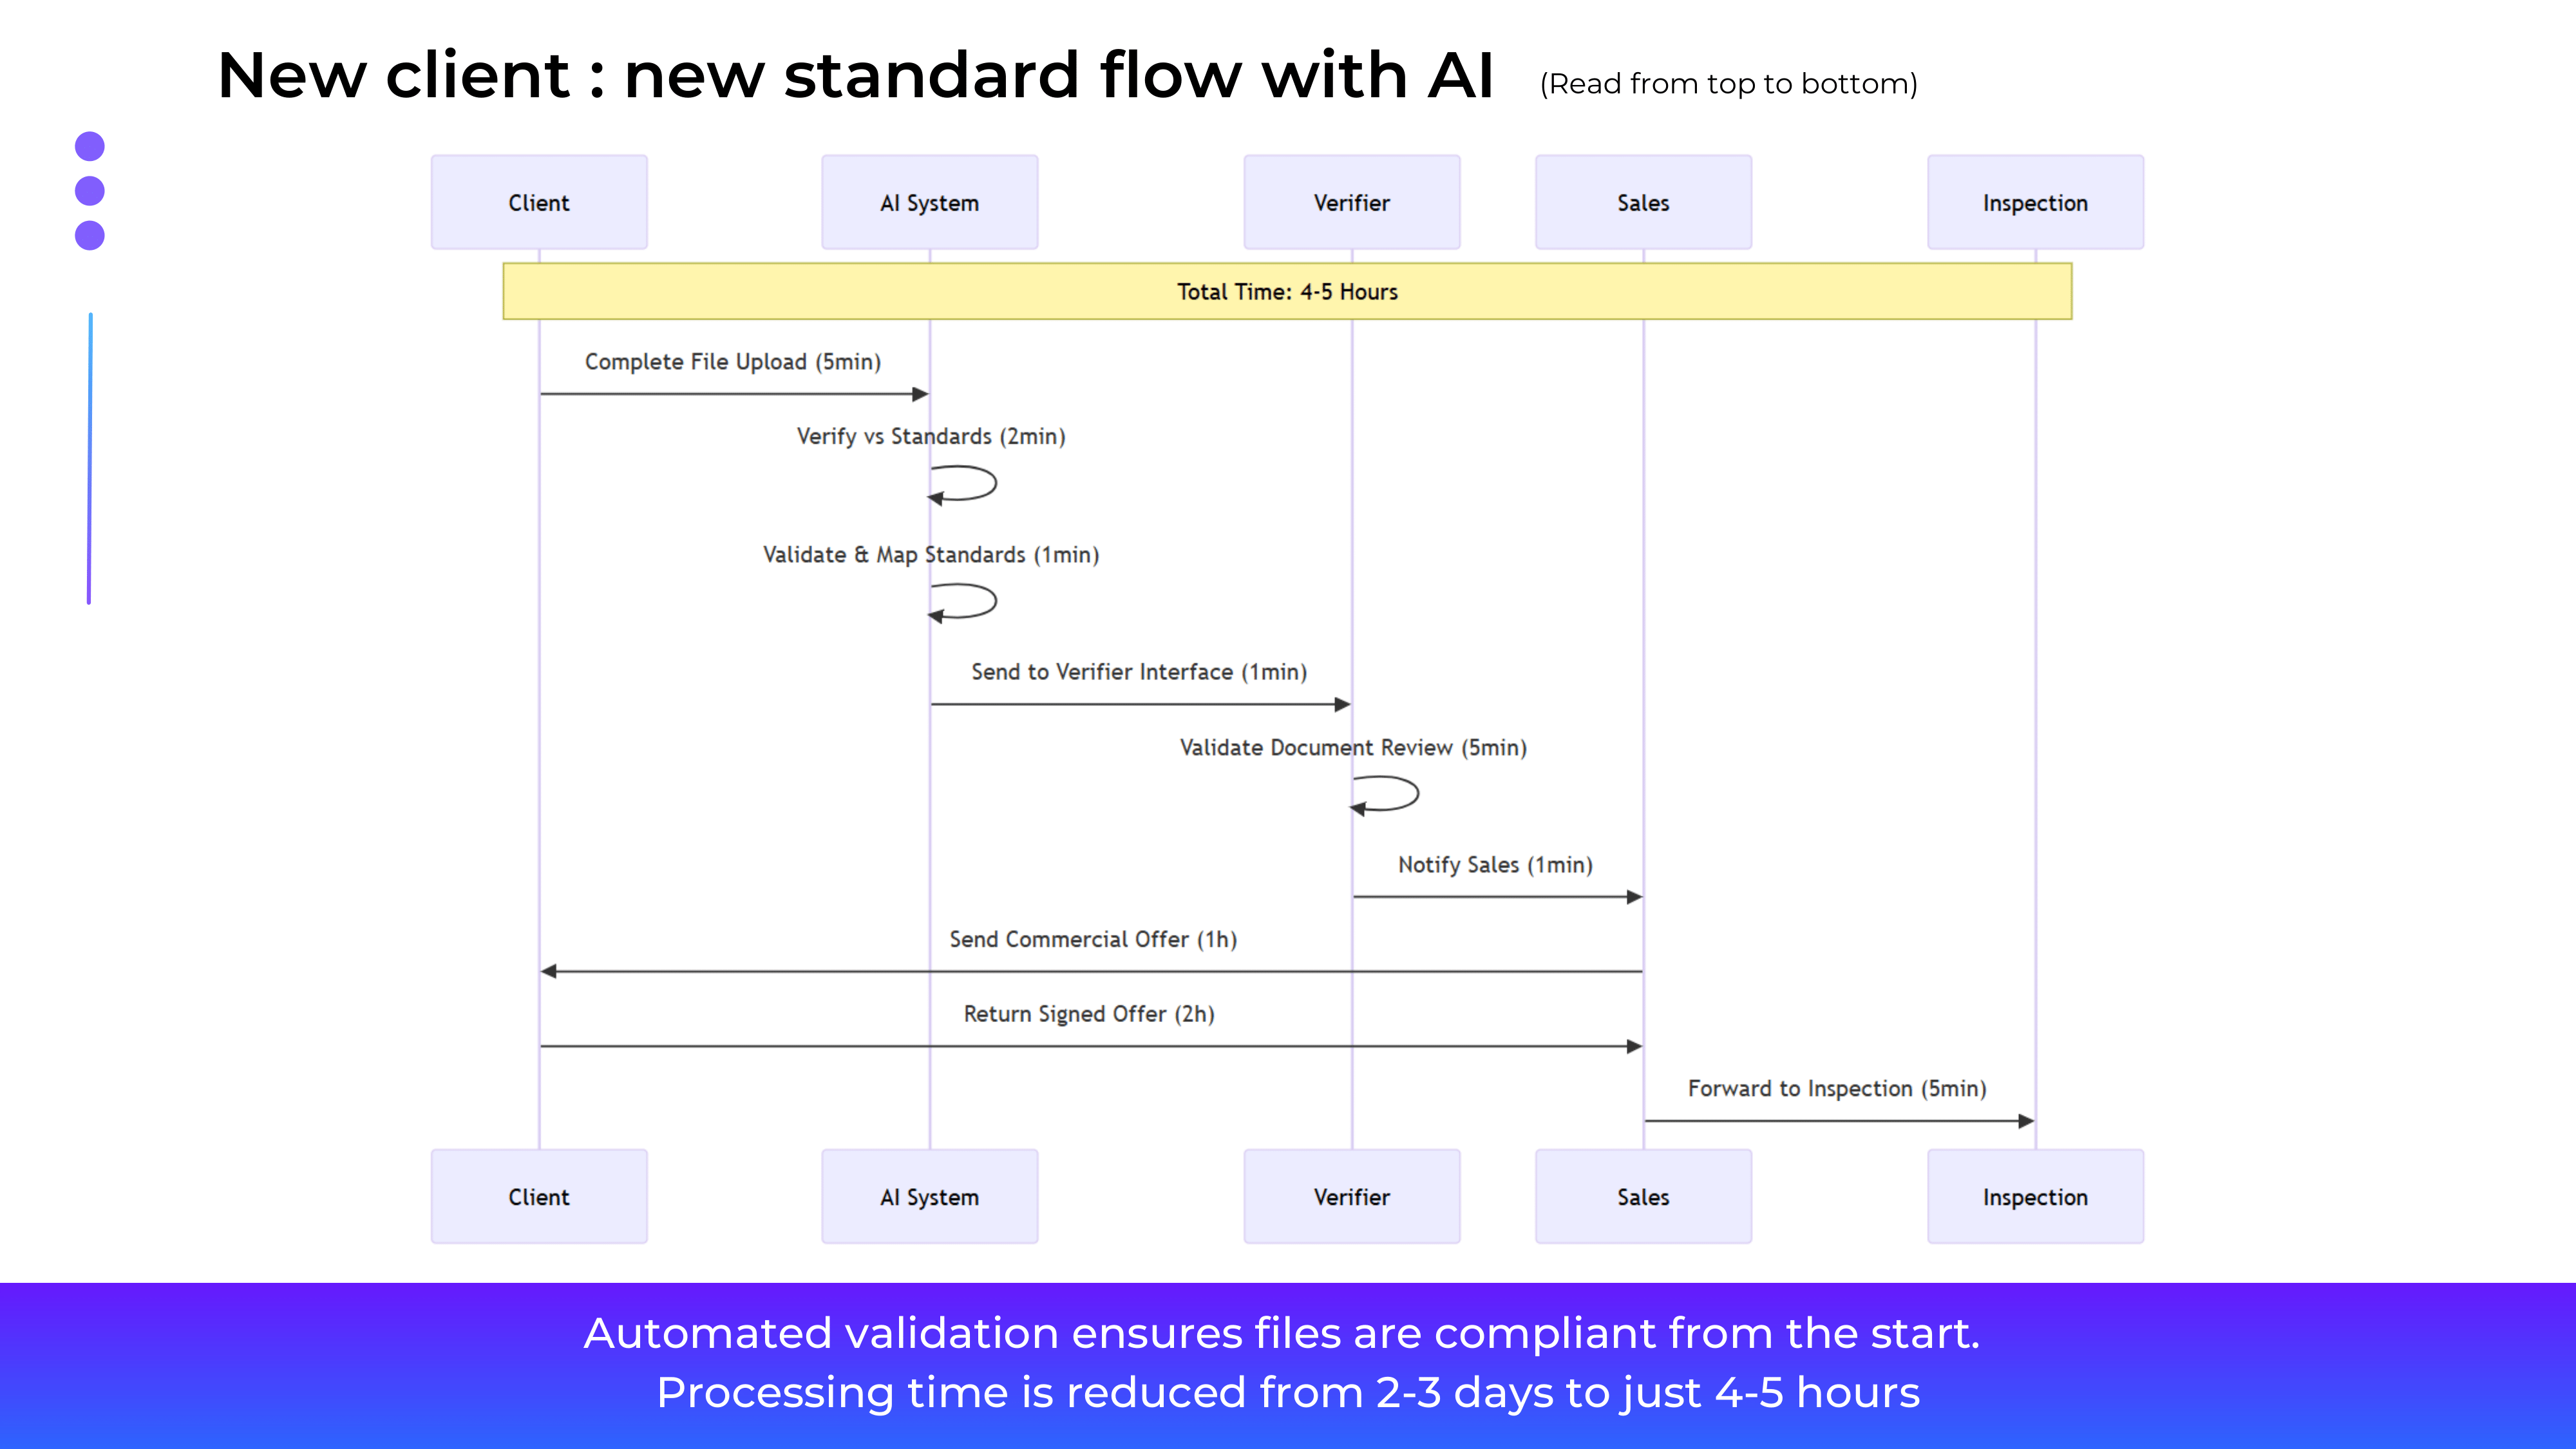 New client : new standard flow with AI (Read from top to bottom)
Client AI System Verifier Sales Inspection
Total Time: 4-5 Hours
Complete File Upload (5min)
Verify vs Standards (2min)
Validate & Map Standards (1min)
Send to Verifier Interface (1min)
Validate Document Review (5min)
Notify Sales (1min)
Send Commercial Offer (1h)
Return Signed Offer (2h)
Forward to Inspection (5min)
Client AI System Verifier Sales Inspection
Automated validation ensures files are compliant from the start.
Processing time is reduced from 2-3 days to just 4-5 hours